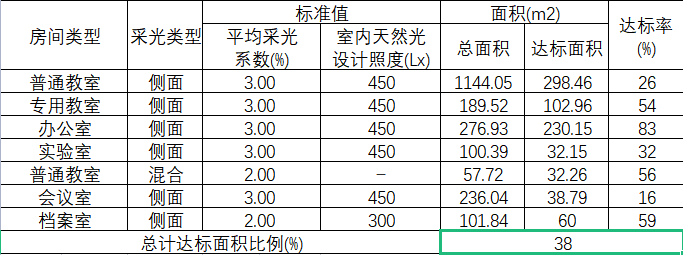 房间类型 采光类型 标准值 面积(m2) 达标率(%)
平均采光系数(%) 室内天然光设计照度(Lx) 总面积 达标面积
普通教室 侧面 3.00 450 1144.05 298.46 26
专用教室 侧面 3.00 450 189.52 102.96 54
办公室 侧面 3.00 450 276.93 230.15 83
实验室 侧面 3.00 450 100.39 32.15 32
普通教室 混合 2.00 – 57.72 32.26 56
会议室 侧面 3.00 450 236.04 38.79 16
档案室 侧面 2.00 300 101.84 60 59
总计达标面积比例(%) 38